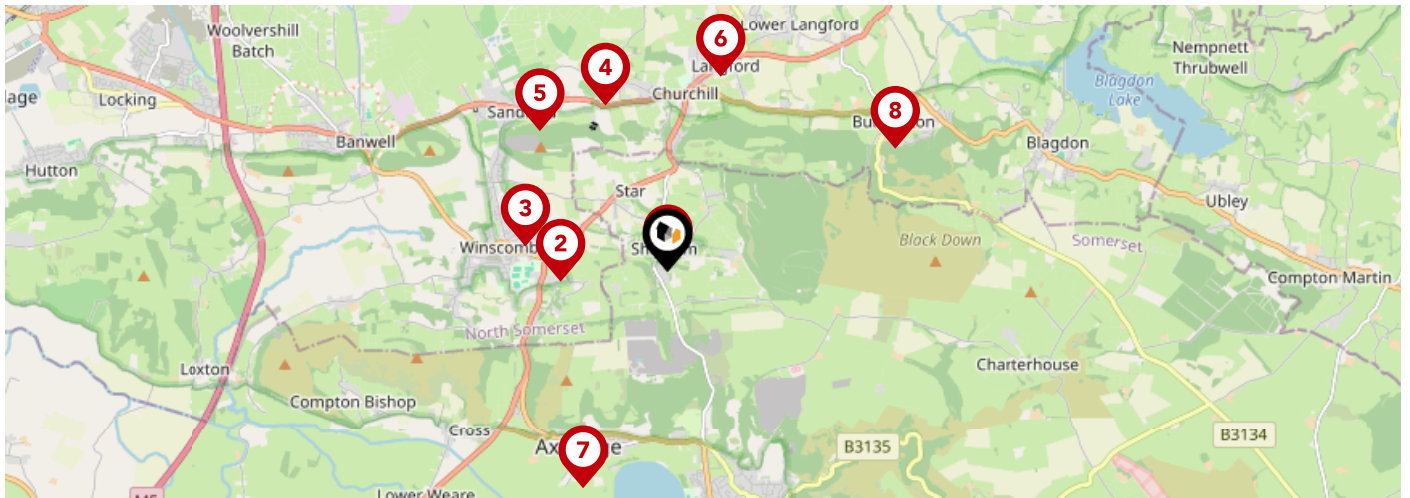 Woolvershill
Batch
Lower Langford
6
Langford
Nempnett
Thrubwell
4
5
Blagdon
Lake
Locking
Churchill
8
Banwell
Blagdon
Hutton
Star
Ubley
3
2
Winscombe
Black Down
Somerset
Compton Martin
North Somerset
Loxton
Charterhouse
Compton Bishop
Cross
7
B3135
B3134
M5
Lower Weare